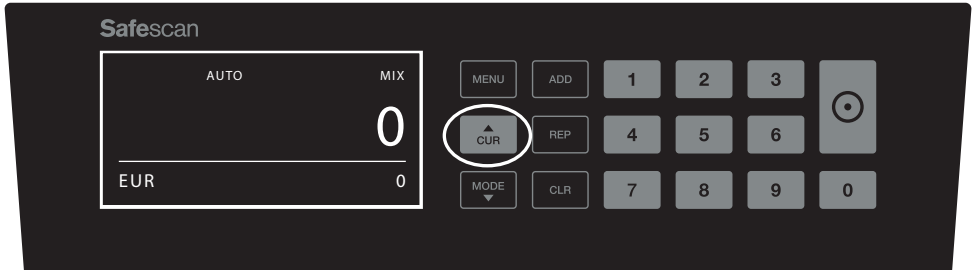 Safescan
AUTO MIX
0
EUR 0
MENU ADD 1 2 3
CUR REP 4 5 6
MODE CLR 7 8 9 0